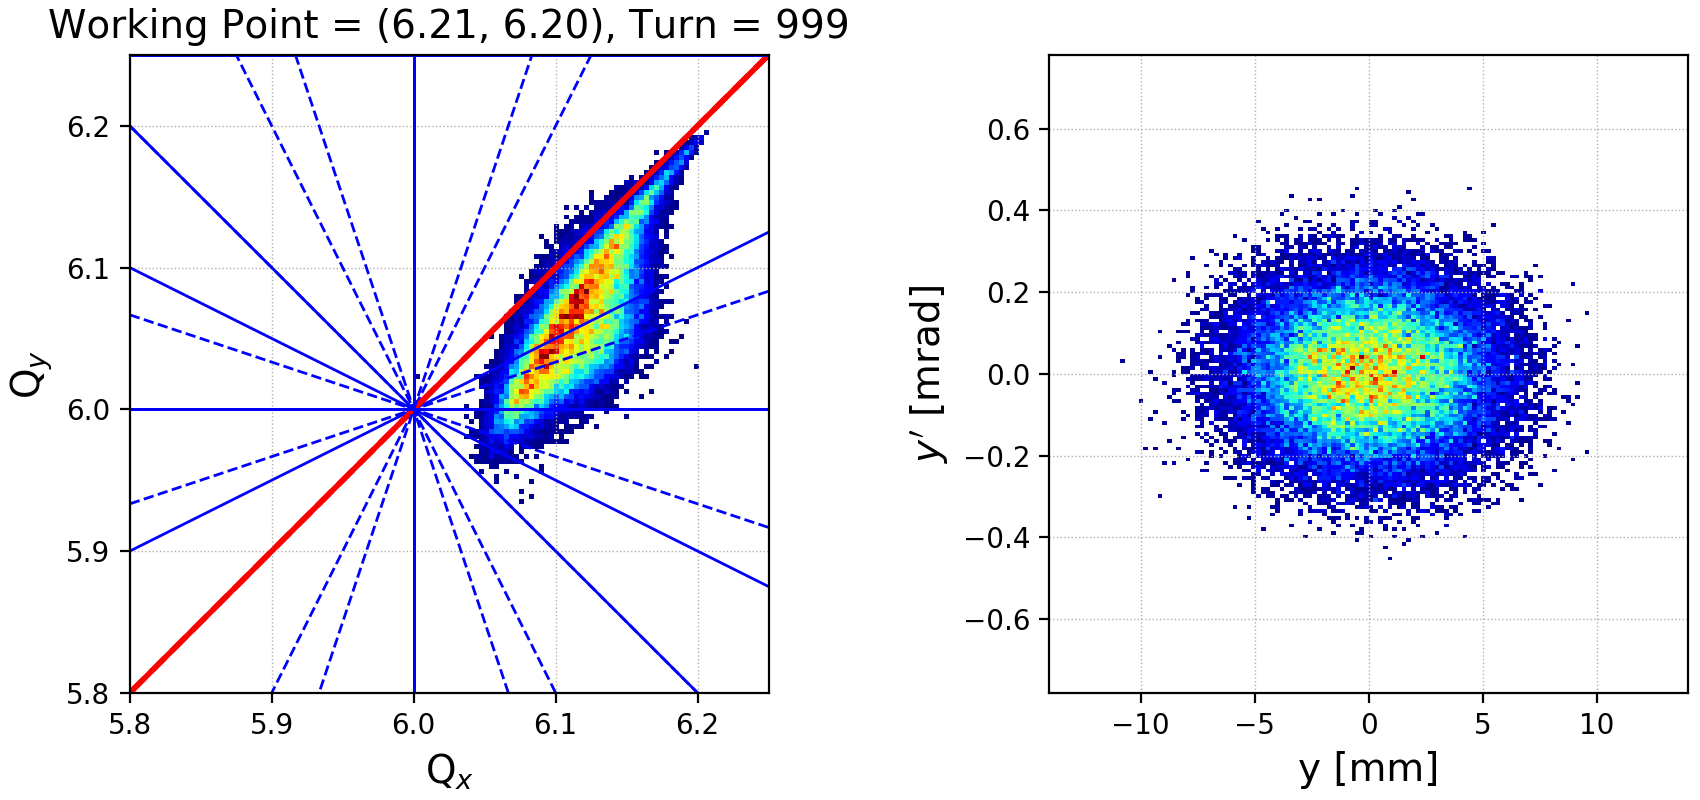 Working Point = (6.21, 6.20), Turn = 999
6.2
6.1
6.0
5.9
5.8
Qy
5.8 5.9 6.0 6.1 6.2
Qx
0.6
0.4
0.2
0.0
−0.2
−0.4
−0.6
y′ [mrad]
−10 −5 0 5 10
y [mm]